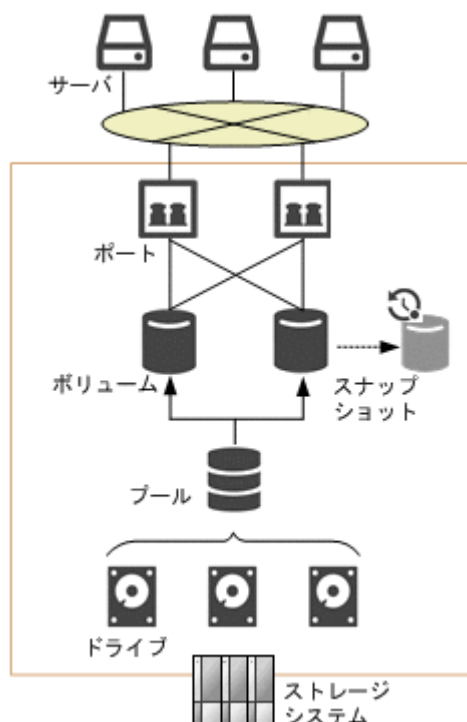 サーバ
ポート
ボリューム
スナップ
ショット
プール
ドライブ
ストレージ
システム